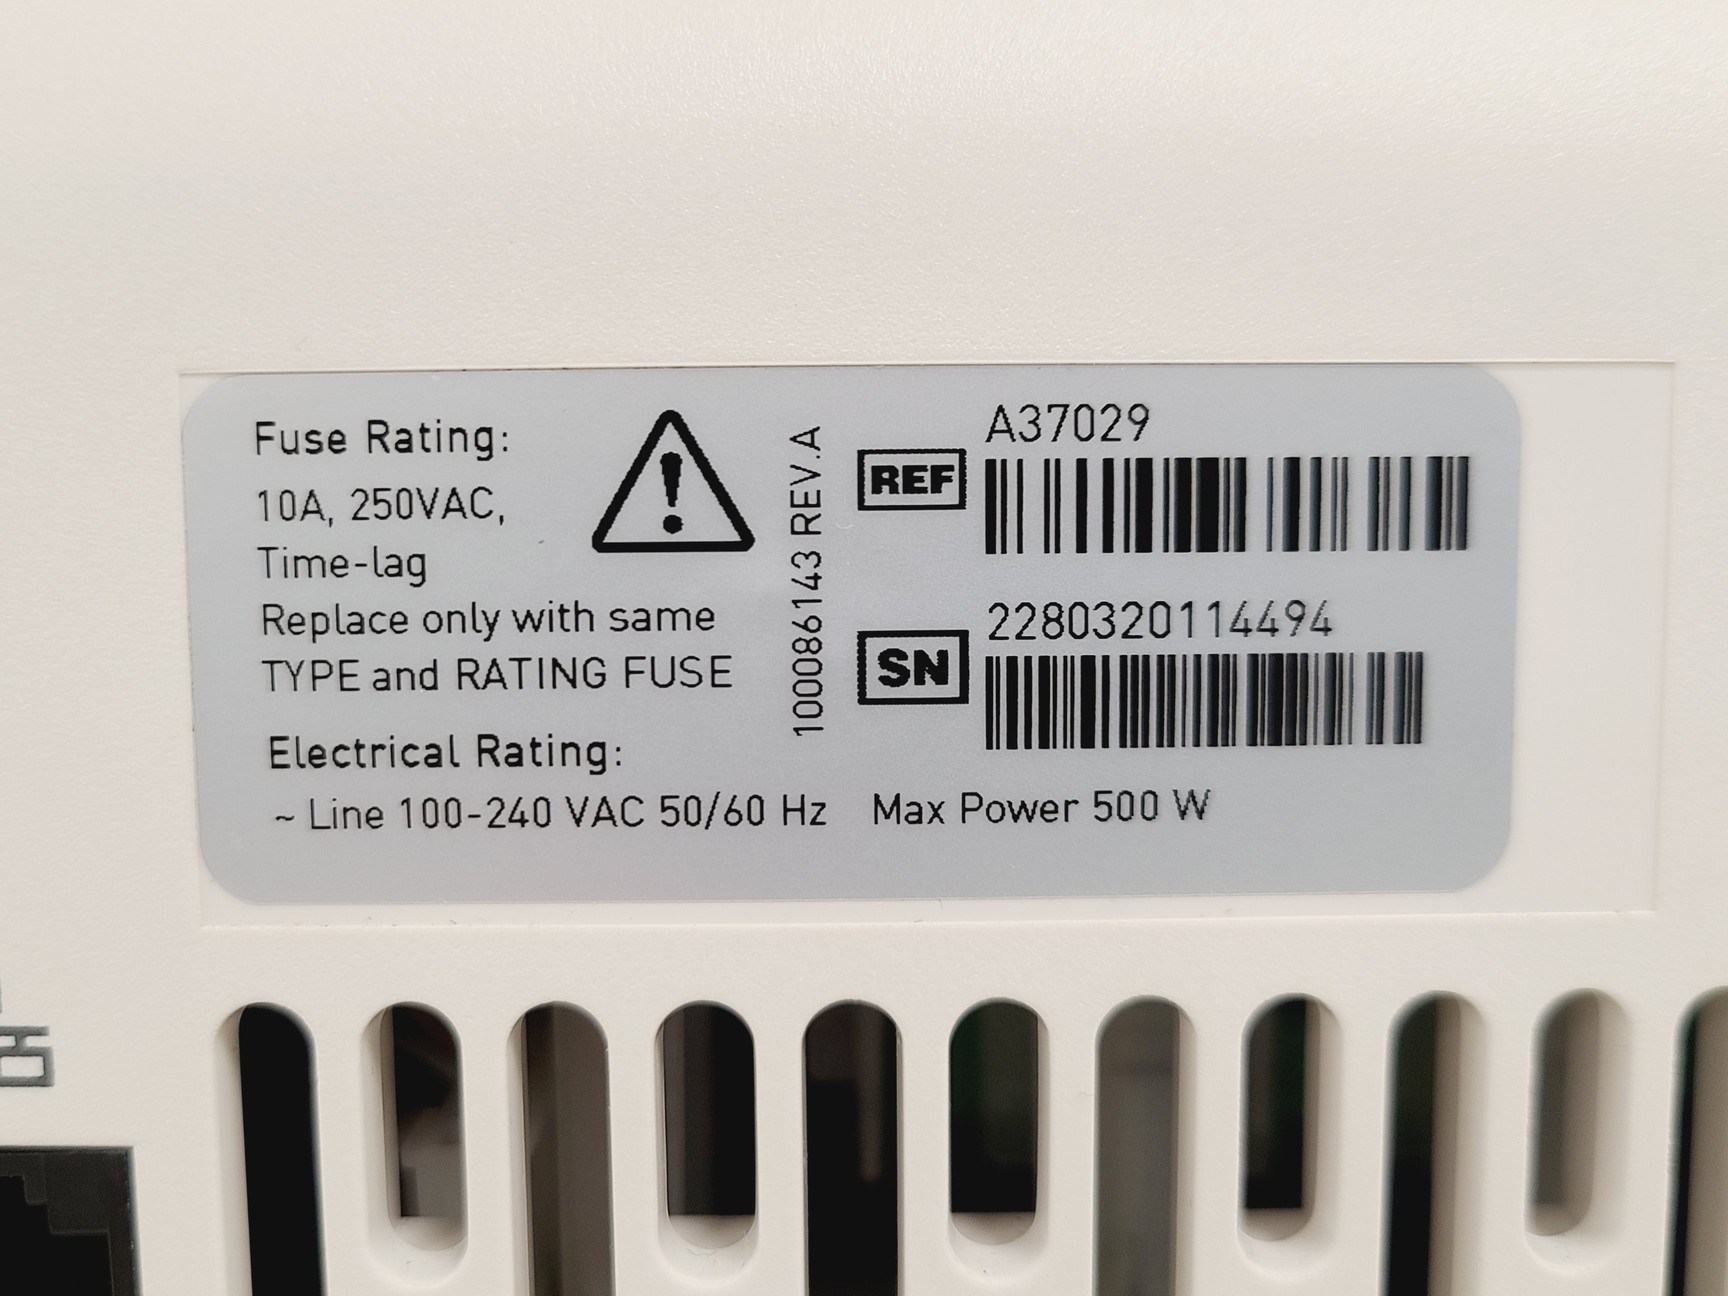 Fuse Rating:
10A, 250VAC,
Time-lag
Replace only with same
TYPE and RATING FUSE
Electrical Rating:
~ Line 100-240 VAC 50/60 Hz Max Power 500 W
100086143 REV.A
REF
A37029
SN
2280320114494